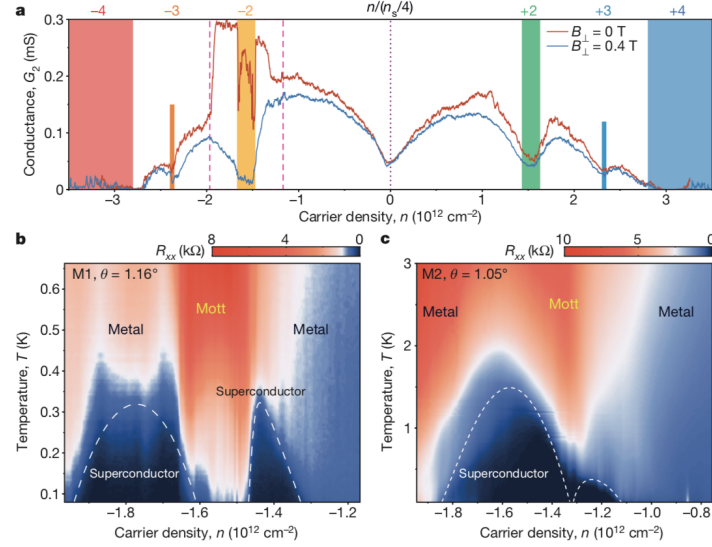 a
n/(nₛ/4)
−4 −3 −2 +2 +3 +4
B⊥ = 0 T
B⊥ = 0.4 T
Conductance, G₂ (mS)
0.3
0.2
0.1
0
−3 −2 −1 0 1 2 3
Carrier density, n (10¹² cm⁻²)
b
Rxx (kΩ)
8 4 0
M1, θ = 1.16°
Mott
Metal
Metal
Superconductor
Superconductor
Temperature, T (K)
0.6
0.5
0.4
0.3
0.2
0.1
−1.8 −1.6 −1.4 −1.2
Carrier density, n (10¹² cm⁻²)
c
Rxx (kΩ)
10 5 0
M2, θ = 1.05°
Metal
Mott
Metal
Superconductor
Temperature, T (K)
3
2
1
−1.8 −1.6 −1.4 −1.2 −1.0 −0.8
Carrier density, n (10¹² cm⁻²)